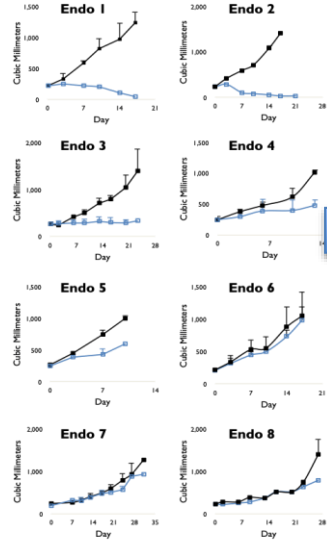 Endo 1
Cubic Millimeters
1,500
1,000
500
0
0 7 14 21
Day
Endo 2
Cubic Millimeters
2,000
1,000
0
0 7 14 21 28
Day
Endo 3
Cubic Millimeters
2,000
1,000
0
0 7 14 21 28
Day
Endo 4
Cubic Millimeters
1,500
1,000
500
0
0 7 14
Day
Endo 5
Cubic Millimeters
1,500
1,000
500
0
0 7 14
Day
Endo 6
Cubic Millimeters
1,500
1,000
500
0
0 7 14 21
Day
Endo 7
Cubic Millimeters
2,000
1,000
0
0 7 14 21 28 35
Day
Endo 8
Cubic Millimeters
2,000
1,000
0
0 7 14 21 28
Day